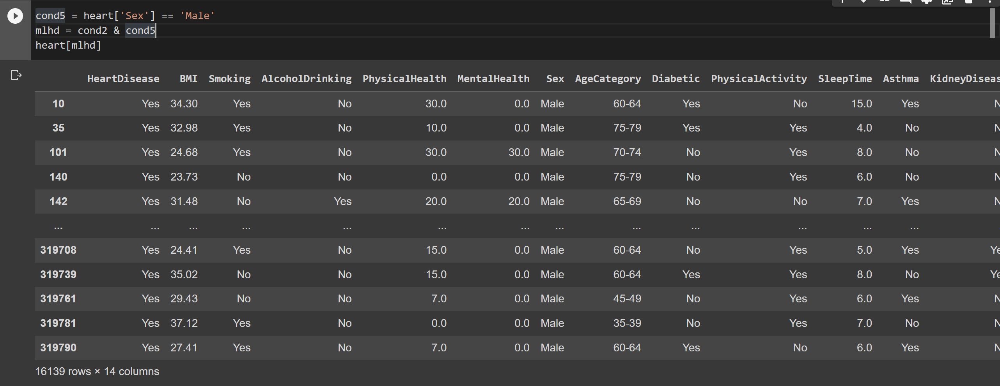 cond5 = heart['Sex'] == 'Male'
mlhd = cond2 & cond5
heart[mlhd]
HeartDisease BMI Smoking AlcoholDrinking PhysicalHealth MentalHealth Sex AgeCategory Diabetic PhysicalActivity SleepTime Asthma KidneyDiseas
10 Yes 34.30 Yes No 30.0 0.0 Male 60-64 Yes No 15.0 Yes N
35 Yes 32.98 Yes No 10.0 0.0 Male 75-79 Yes Yes 4.0 No N
101 Yes 24.68 Yes No 30.0 30.0 Male 70-74 No Yes 8.0 No N
140 Yes 23.73 No No 0.0 0.0 Male 75-79 No Yes 6.0 No N
142 Yes 31.48 No Yes 20.0 20.0 Male 65-69 No No 7.0 Yes N
... ... ... ... ... ... ... ... ... ... ... ... ...
319708 Yes 24.41 Yes No 15.0 0.0 Male 60-64 No Yes 5.0 Yes Ye
319739 Yes 35.02 No No 15.0 0.0 Male 60-64 Yes Yes 8.0 No Ye
319761 Yes 29.43 No No 7.0 0.0 Male 45-49 No Yes 6.0 Yes N
319781 Yes 37.12 Yes No 0.0 0.0 Male 35-39 No Yes 7.0 No N
319790 Yes 27.41 Yes No 7.0 0.0 Male 60-64 Yes No 6.0 Yes N
16139 rows × 14 columns